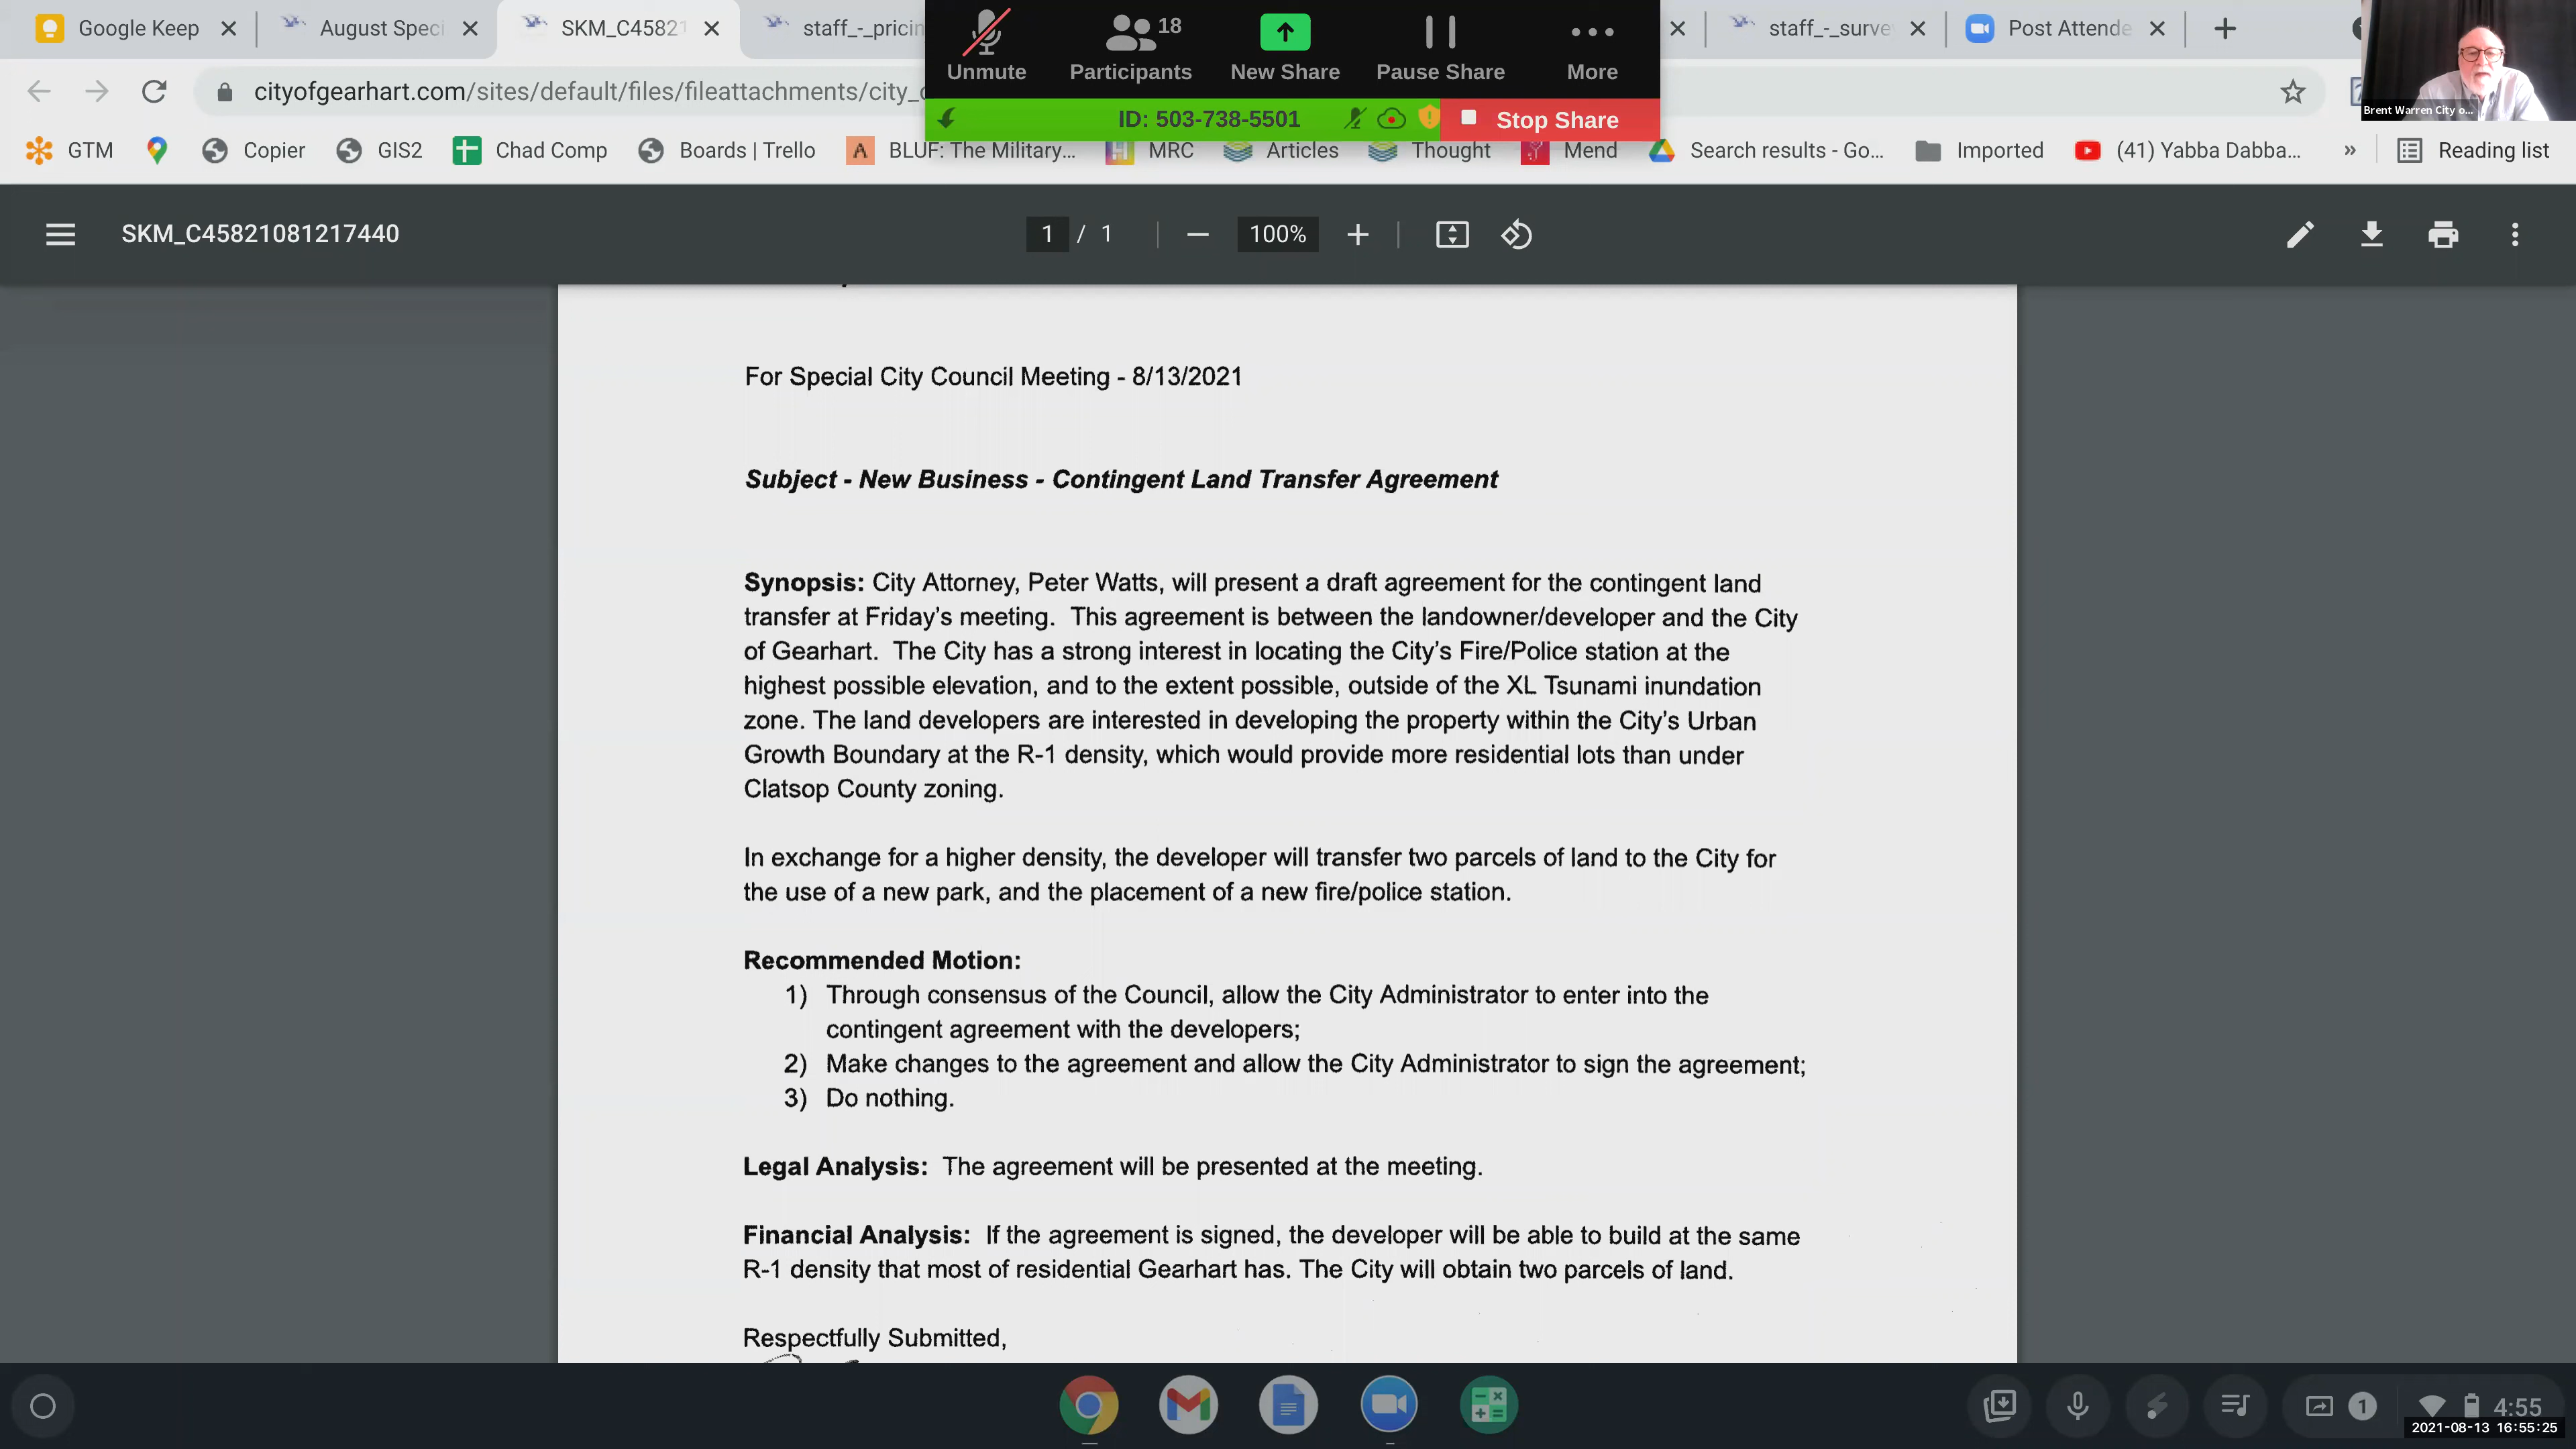 Google Keep
August Speci
SKM_C45821
staff_-_pricin
staff_-_surve
Post Attende
Unmute
18
Participants
New Share
Pause Share
More
cityofgearhart.com/sites/default/files/fileattachments/city_
ID: 503-738-5501
Stop Share
Brent Warren City o...
GTM
Copier
GIS2
Chad Comp
Boards | Trello
BLUF: The Military...
MRC
Articles
Thought
Mend
Search results - Go...
Imported
(41) Yabba Dabba...
»
Reading list
SKM_C45821081217440
1 / 1
100%
For Special City Council Meeting - 8/13/2021
Subject - New Business - Contingent Land Transfer Agreement
Synopsis: City Attorney, Peter Watts, will present a draft agreement for the contingent land
transfer at Friday's meeting. This agreement is between the landowner/developer and the City
of Gearhart. The City has a strong interest in locating the City's Fire/Police station at the
highest possible elevation, and to the extent possible, outside of the XL Tsunami inundation
zone. The land developers are interested in developing the property within the City's Urban
Growth Boundary at the R-1 density, which would provide more residential lots than under
Clatsop County zoning.
In exchange for a higher density, the developer will transfer two parcels of land to the City for
the use of a new park, and the placement of a new fire/police station.
Recommended Motion:
1) Through consensus of the Council, allow the City Administrator to enter into the
contingent agreement with the developers;
2) Make changes to the agreement and allow the City Administrator to sign the agreement;
3) Do nothing.
Legal Analysis: The agreement will be presented at the meeting.
Financial Analysis: If the agreement is signed, the developer will be able to build at the same
R-1 density that most of residential Gearhart has. The City will obtain two parcels of land.
Respectfully Submitted,
1
4:55
2021-08-13 16:55:25